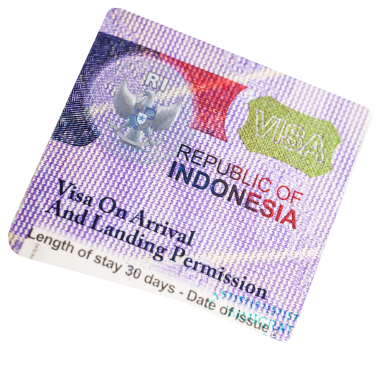 RI
VISA
REPUBLIC OF
INDONESIA
Visa On Arrival
And Landing Permission
Length of stay 30 days - Date of issue